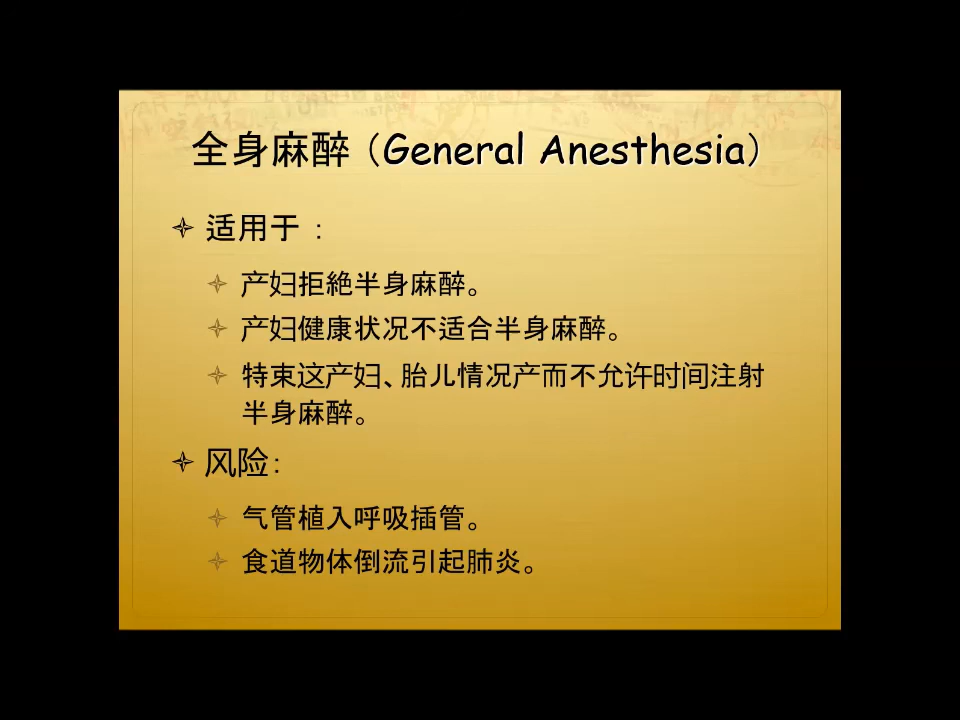 全身麻醉（General Anesthesia）
适用于 ：
产妇拒絶半身麻醉。
产妇健康状况不适合半身麻醉。
特束这产妇、胎儿情况产而不允许时间注射
半身麻醉。
风险：
气管植入呼吸插管。
食道物体倒流引起肺炎。